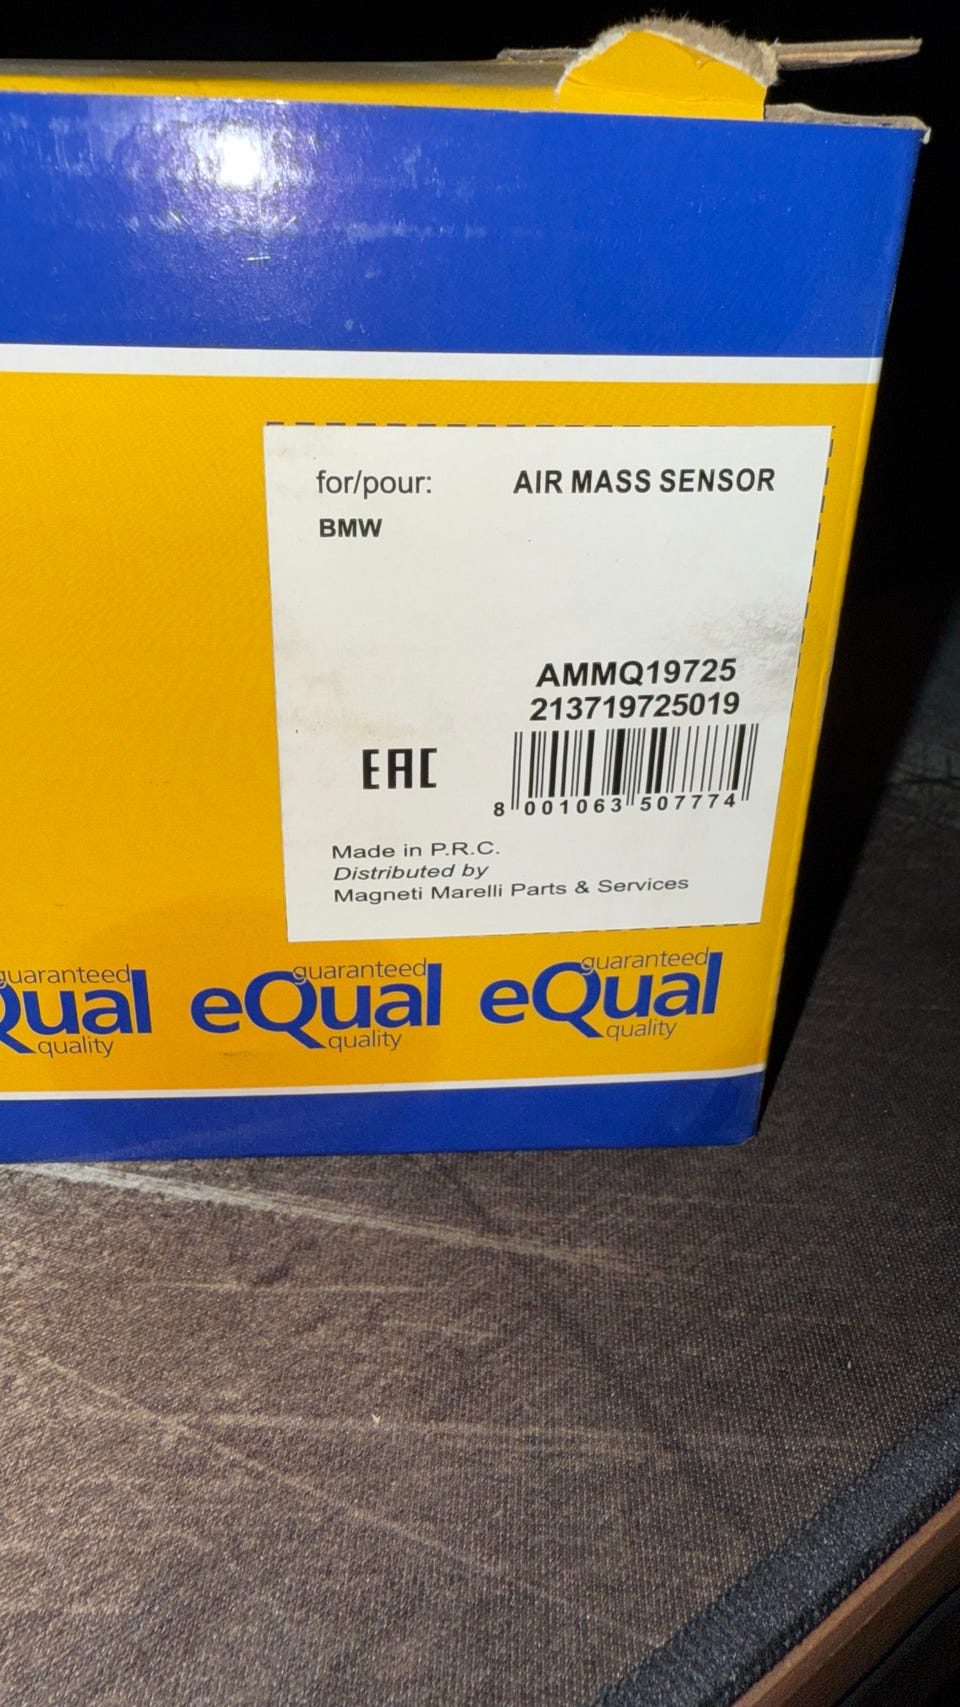 for/pour:
AIR MASS SENSOR
BMW
AMMQ19725
213719725019
EAC
8 001063 507774
Made in P.R.C.
Distributed by
Magneti Marelli Parts & Services
guaranteed guaranteed guaranteed
Qual eQual eQual
quality quality quality